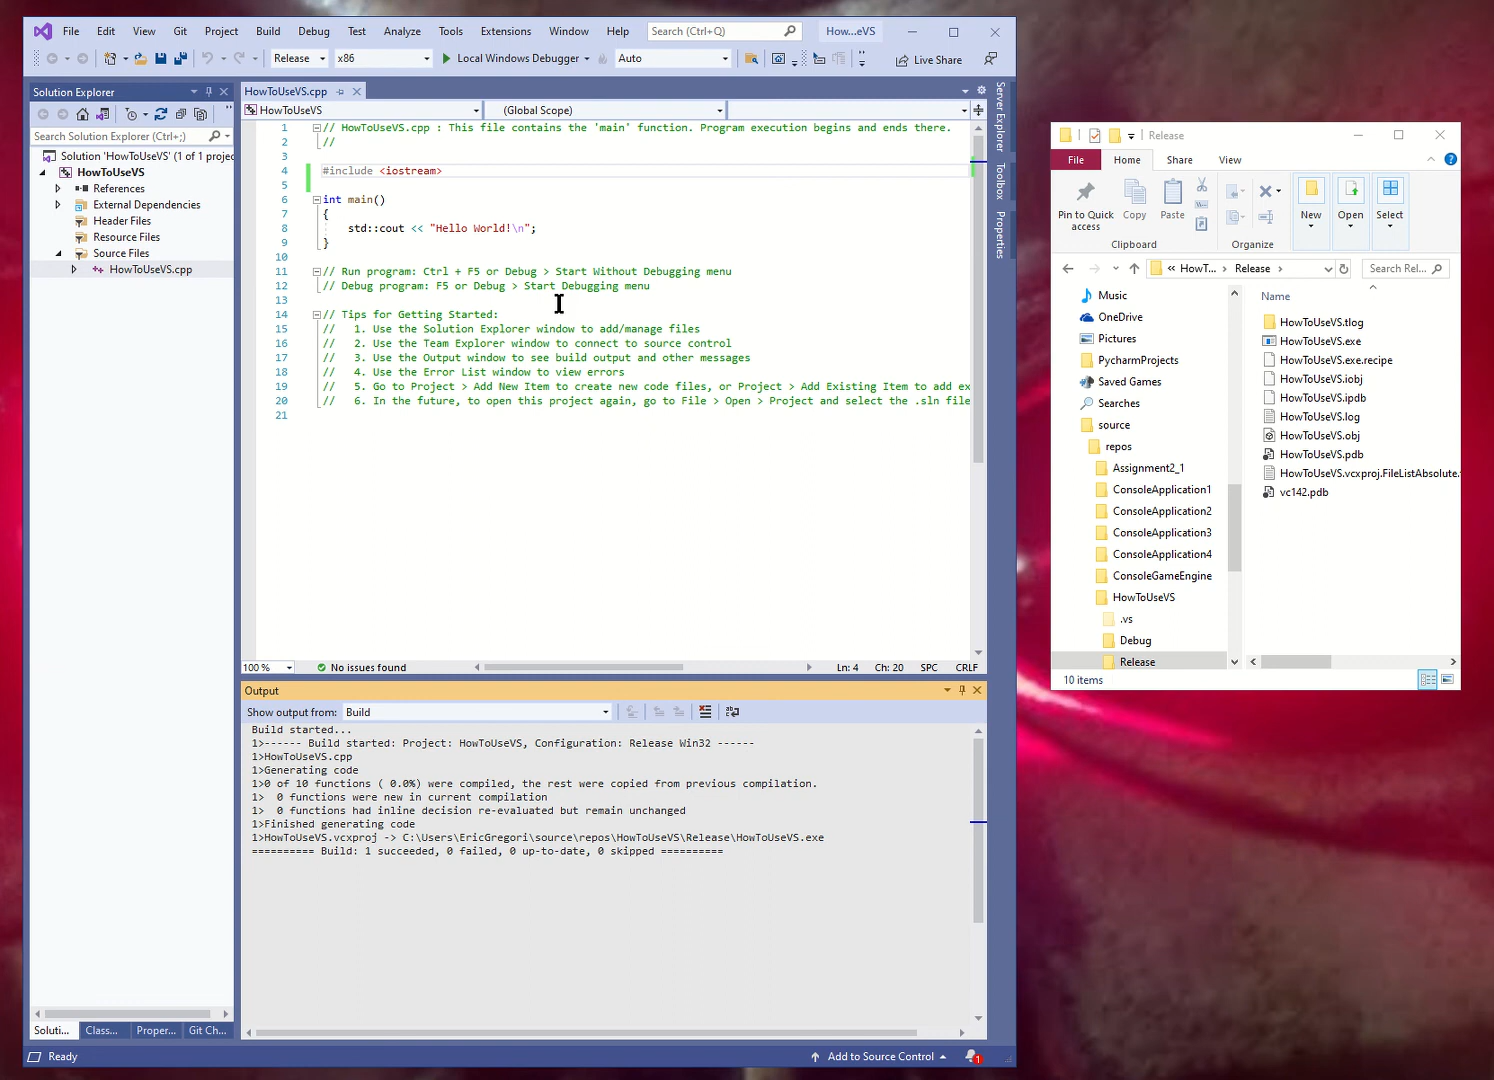 File Edit View Git Project Build Debug Test Analyze Tools Extensions Window Help Search (Ctrl+Q) How...eVS
Release x86 Local Windows Debugger Auto Live Share
Solution Explorer
Search Solution Explorer (Ctrl+;)
Solution 'HowToUseVS' (1 of 1 projec
HowToUseVS
References
External Dependencies
Header Files
Resource Files
Source Files
HowToUseVS.cpp
Soluti... Class... Proper... Git Ch...
HowToUseVS.cpp
HowToUseVS (Global Scope)
1 // HowToUseVS.cpp : This file contains the 'main' function. Program execution begins and ends there.
2 //
3
4 #include <iostream>
5
6 int main()
7 {
8 std::cout << "Hello World!\n";
9 }
10
11 // Run program: Ctrl + F5 or Debug > Start Without Debugging menu
12 // Debug program: F5 or Debug > Start Debugging menu
13
14 // Tips for Getting Started:
15 // 1. Use the Solution Explorer window to add/manage files
16 // 2. Use the Team Explorer window to connect to source control
17 // 3. Use the Output window to see build output and other messages
18 // 4. Use the Error List window to view errors
19 // 5. Go to Project > Add New Item to create new code files, or Project > Add Existing Item to add ex
20 // 6. In the future, to open this project again, go to File > Open > Project and select the .sln file
21
100 % No issues found Ln: 4 Ch: 20 SPC CRLF
Server Explorer
Toolbox
Properties
Output
Show output from: Build
Build started...
1>------ Build started: Project: HowToUseVS, Configuration: Release Win32 ------
1>HowToUseVS.cpp
1>Generating code
1>0 of 10 functions ( 0.0%) were compiled, the rest were copied from previous compilation.
1>  0 functions were new in current compilation
1>  0 functions had inline decision re-evaluated but remain unchanged
1>Finished generating code
1>HowToUseVS.vcxproj -> C:\Users\EricGregori\source\repos\HowToUseVS\Release\HowToUseVS.exe
========== Build: 1 succeeded, 0 failed, 0 up-to-date, 0 skipped ==========
Ready Add to Source Control 1
Release
File Home Share View
Pin to Quick access
Copy
Paste
New
Open
Select
Clipboard Organize
« HowT... Release Search Rel...
Music
OneDrive
Pictures
PycharmProjects
Saved Games
Searches
source
repos
Assignment2_1
ConsoleApplication1
ConsoleApplication2
ConsoleApplication3
ConsoleApplication4
ConsoleGameEngine
HowToUseVS
.vs
Debug
Release
Name
HowToUseVS.tlog
HowToUseVS.exe
HowToUseVS.exe.recipe
HowToUseVS.iobj
HowToUseVS.ipdb
HowToUseVS.log
HowToUseVS.obj
HowToUseVS.pdb
HowToUseVS.vcxproj.FileListAbsolute.
vc142.pdb
10 items